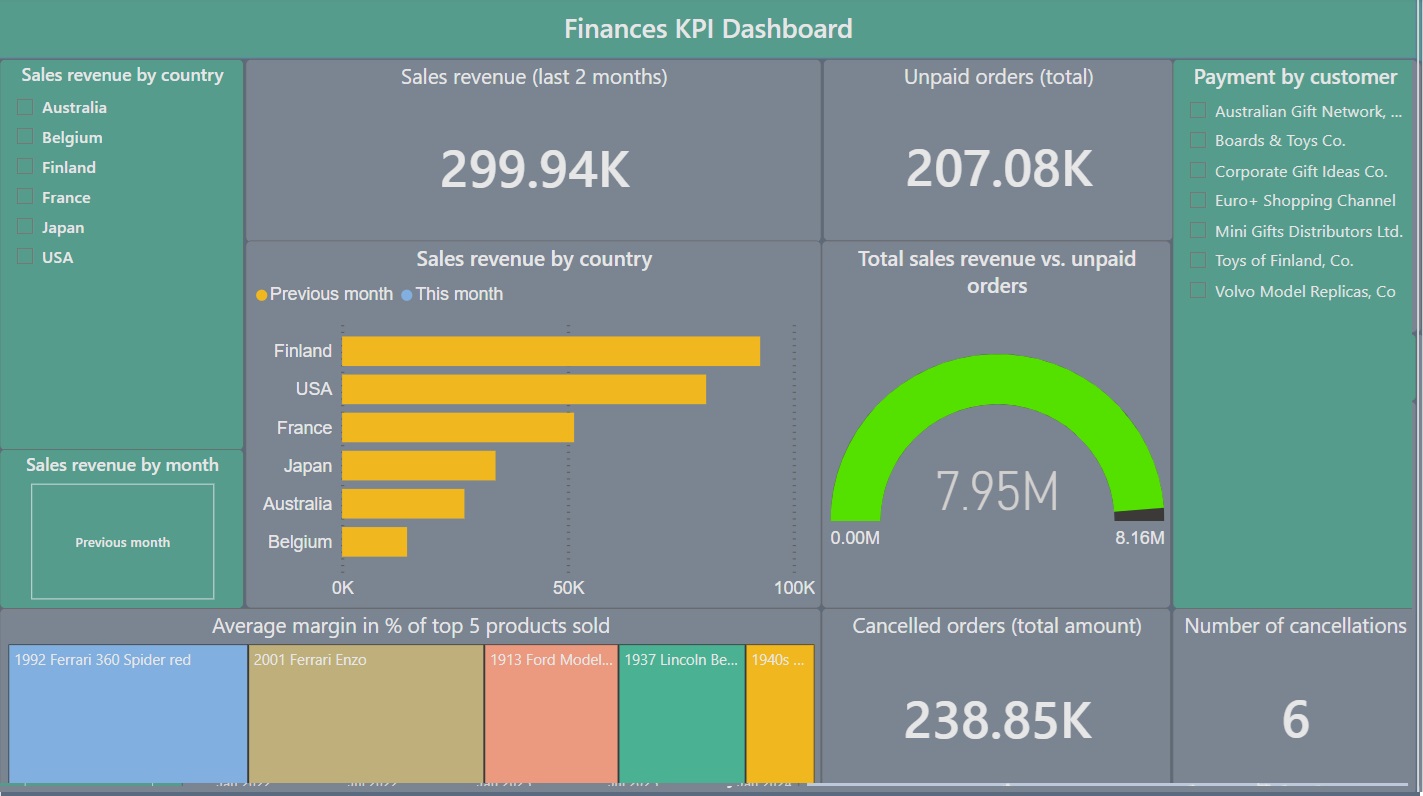 Finances KPI Dashboard
Sales revenue by country
Australia
Belgium
Finland
France
Japan
USA
Sales revenue by month
Previous month
Sales revenue (last 2 months)
299.94K
Unpaid orders (total)
207.08K
Sales revenue by country
Previous month This month
Finland
USA
France
Japan
Australia
Belgium
0K 50K 100K
Total sales revenue vs. unpaid
orders
7.95M
0.00M 8.16M
Payment by customer
Australian Gift Network, ...
Boards & Toys Co.
Corporate Gift Ideas Co.
Euro+ Shopping Channel
Mini Gifts Distributors Ltd.
Toys of Finland, Co.
Volvo Model Replicas, Co
Average margin in % of top 5 products sold
1992 Ferrari 360 Spider red
2001 Ferrari Enzo
1913 Ford Model...
1937 Lincoln Be...
1940s ...
Cancelled orders (total amount)
238.85K
Number of cancellations
6